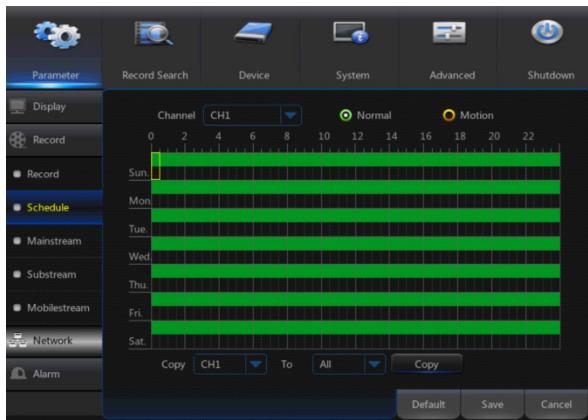 Parameter Record Search Device System Advanced Shutdown
Display
Record
Record
Schedule
Mainstream
Substream
Mobilestream
Network
Alarm
Channel CH1 Normal Motion
0 2 4 6 8 10 12 14 16 18 20 22
Sun.
Mon.
Tue.
Wed.
Thu.
Fri.
Sat.
Copy CH1 To All Copy
Default Save Cancel